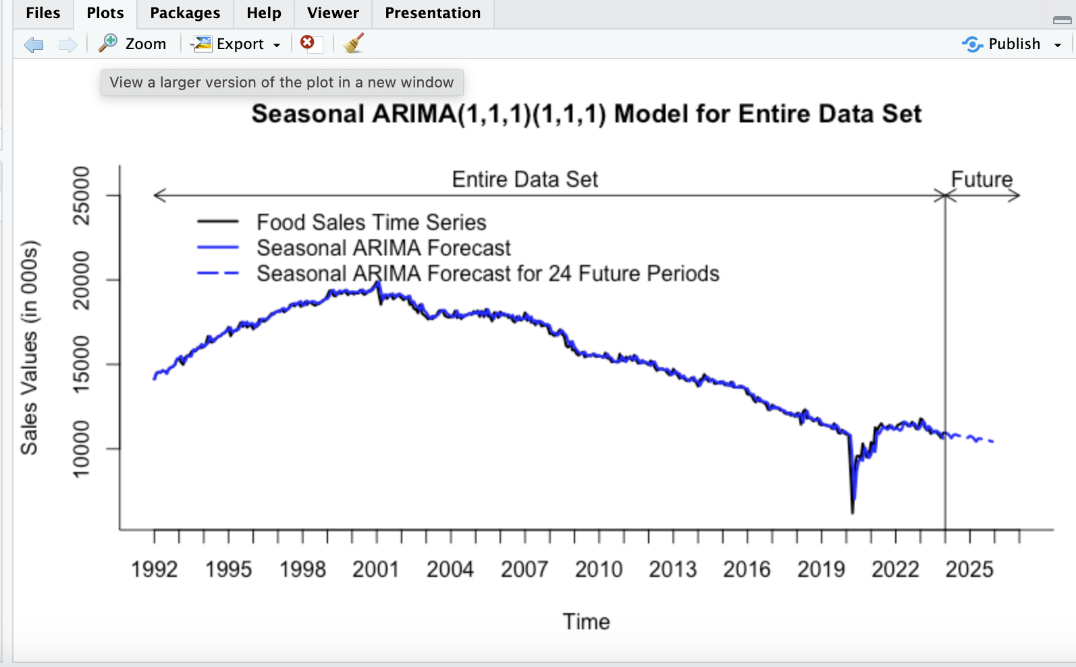 Files Plots Packages Help Viewer Presentation
Zoom Export Publish
View a larger version of the plot in a new window
Seasonal ARIMA(1,1,1)(1,1,1) Model for Entire Data Set
Entire Data Set Future
Food Sales Time Series
Seasonal ARIMA Forecast
Seasonal ARIMA Forecast for 24 Future Periods
Sales Values (in 000s)
25000
20000
15000
10000
1992 1995 1998 2001 2004 2007 2010 2013 2016 2019 2022 2025
Time